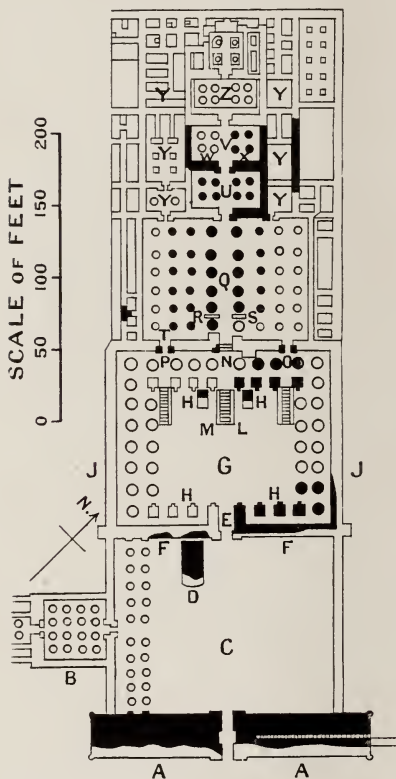 SCALE OF FEET
200
150
100
50
0
Z
Y
Y
V
Y
Y
W
X
Y
U
Y
Q
R
S
T
P
N
O
H
H
M
L
J
G
J
H
H
E
F
F
N.
D
C
B
A
A